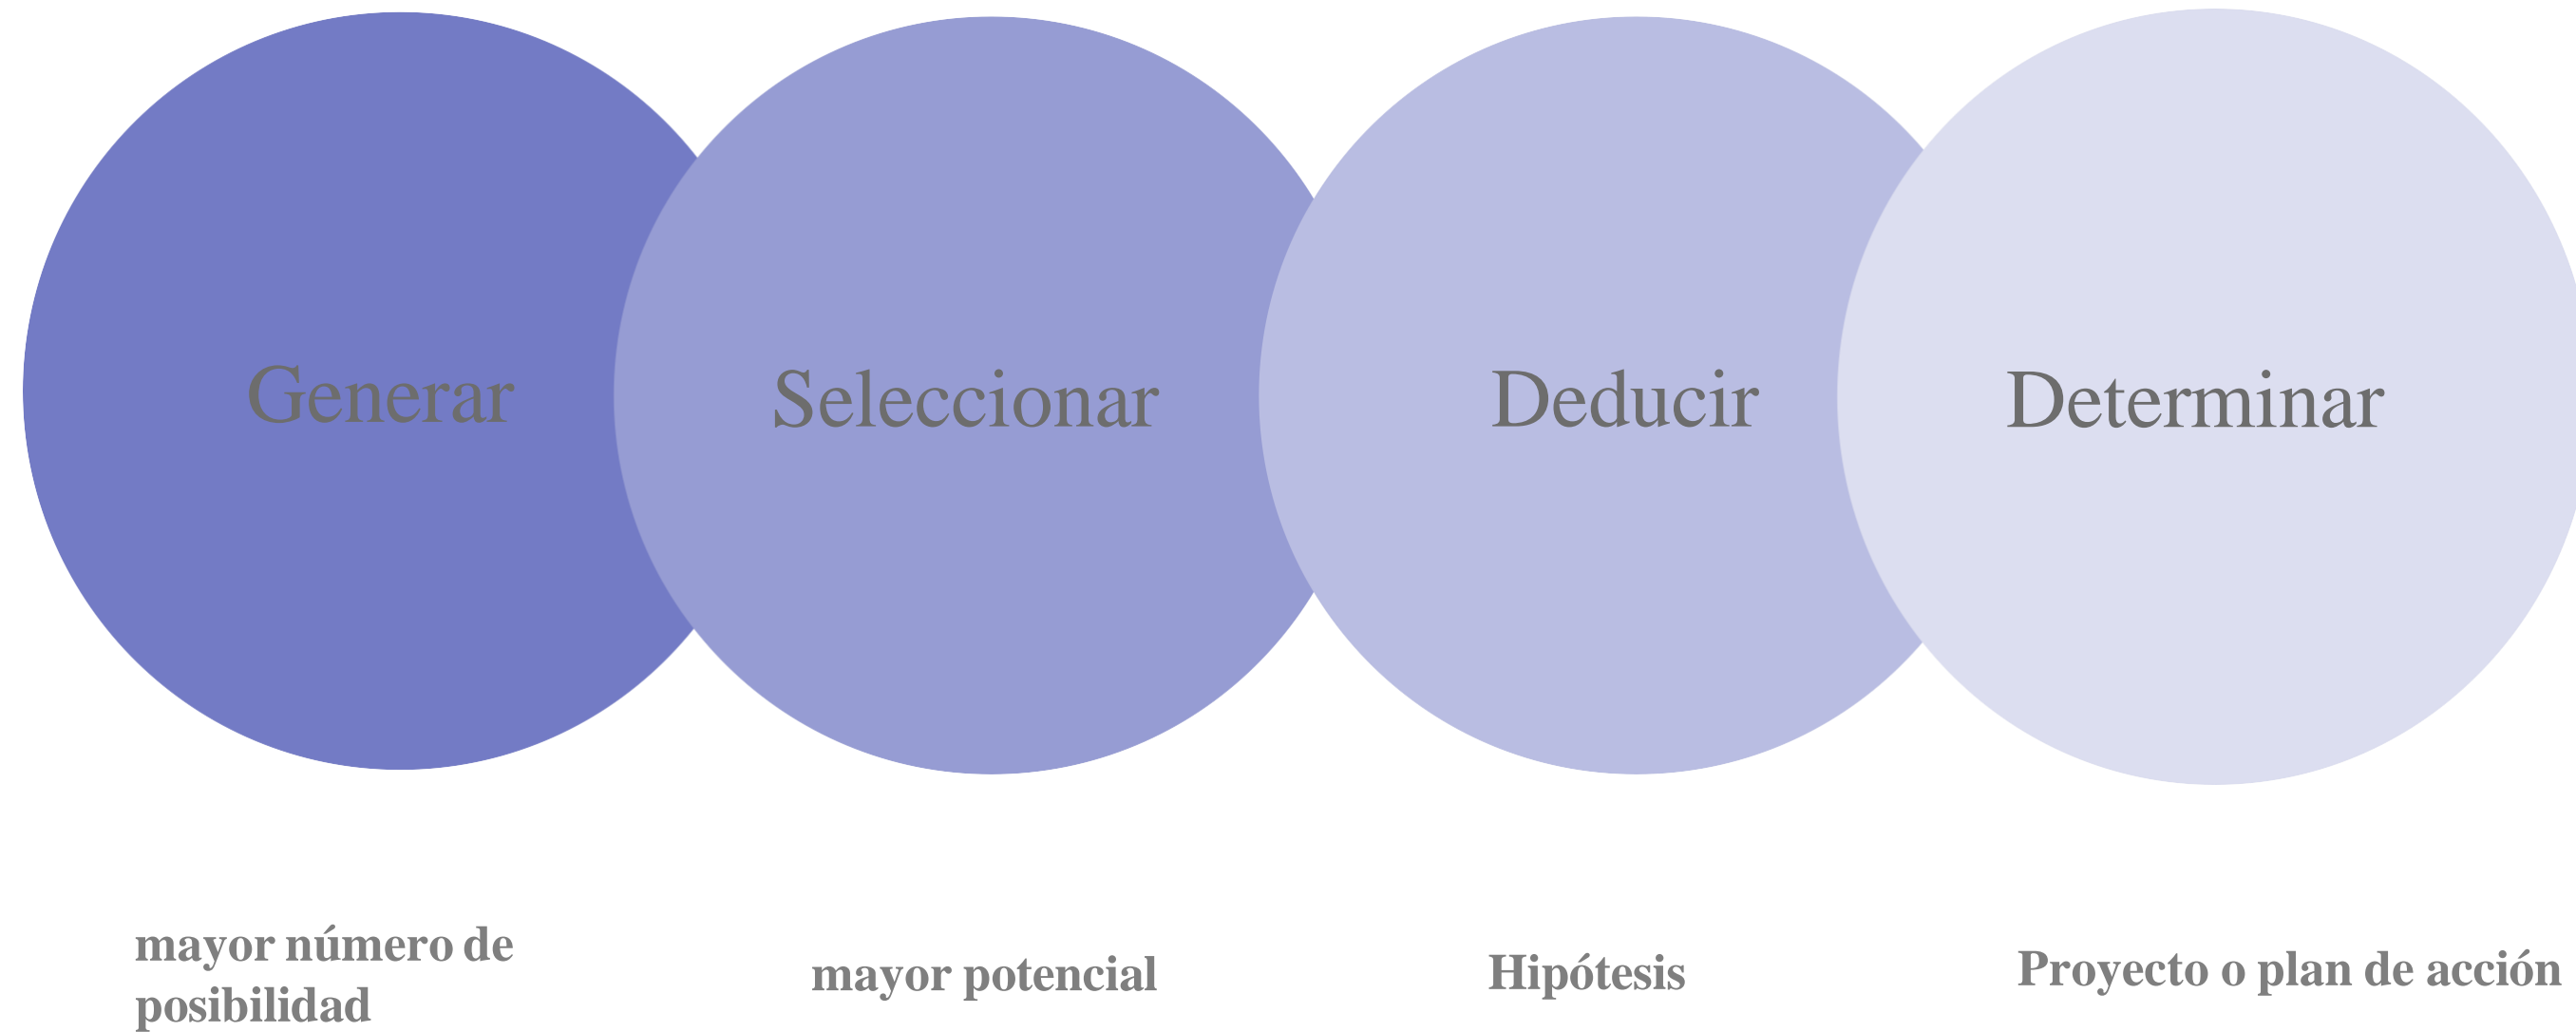 Generar
Seleccionar
Deducir
Determinar
mayor número de
posibilidad
mayor potencial
Hipótesis
Proyecto o plan de acción